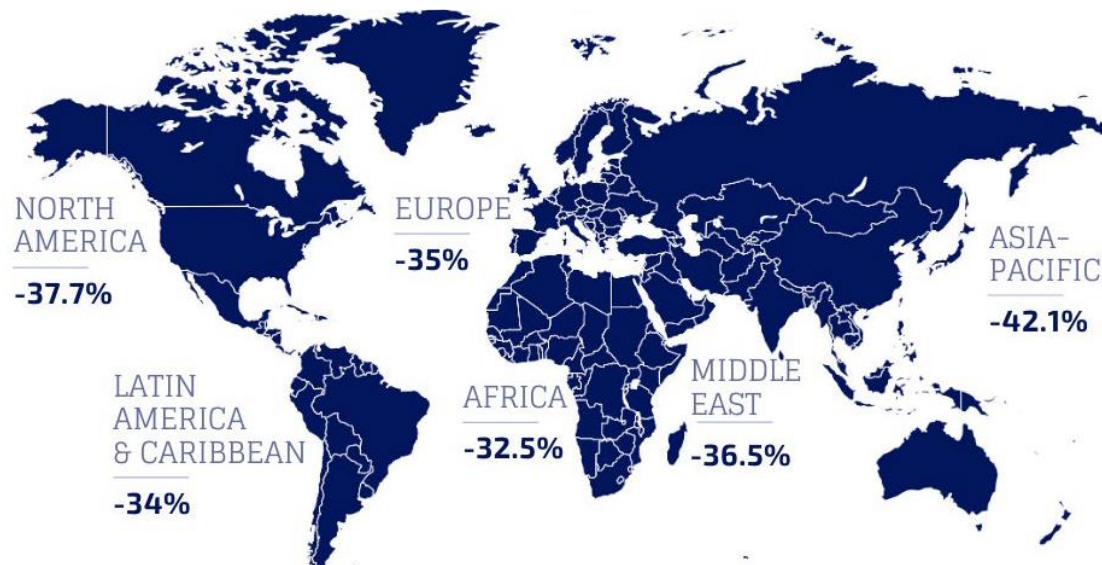 NORTH
AMERICA
-37.7%
EUROPE
-35%
ASIA-
PACIFIC
-42.1%
LATIN
AMERICA
& CARIBBEAN
-34%
AFRICA
-32.5%
MIDDLE
EAST
-36.5%